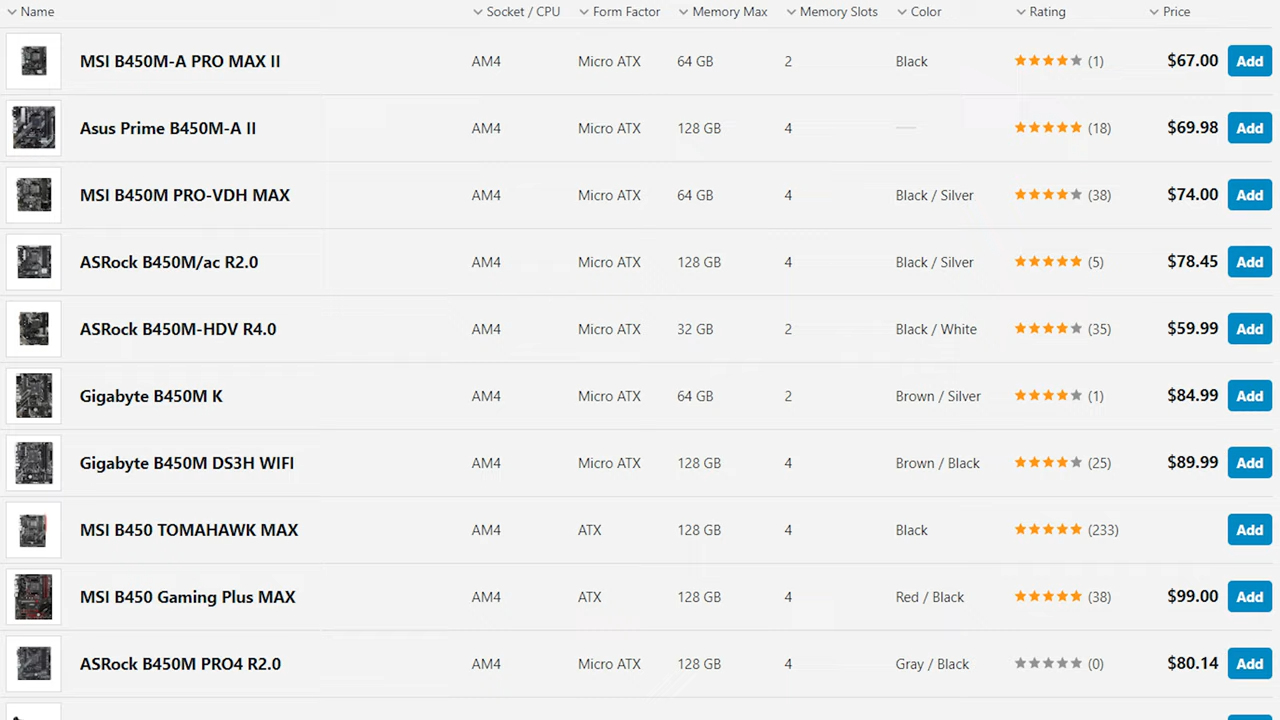 Name Socket / CPU Form Factor Memory Max Memory Slots Color Rating Price
MSI B450M-A PRO MAX II AM4 Micro ATX 64 GB 2 Black (1) $67.00 Add
Asus Prime B450M-A II AM4 Micro ATX 128 GB 4 — (18) $69.98 Add
MSI B450M PRO-VDH MAX AM4 Micro ATX 64 GB 4 Black / Silver (38) $74.00 Add
ASRock B450M/ac R2.0 AM4 Micro ATX 128 GB 4 Black / Silver (5) $78.45 Add
ASRock B450M-HDV R4.0 AM4 Micro ATX 32 GB 2 Black / White (35) $59.99 Add
Gigabyte B450M K AM4 Micro ATX 64 GB 2 Brown / Silver (1) $84.99 Add
Gigabyte B450M DS3H WIFI AM4 Micro ATX 128 GB 4 Brown / Black (25) $89.99 Add
MSI B450 TOMAHAWK MAX AM4 ATX 128 GB 4 Black (233) Add
MSI B450 Gaming Plus MAX AM4 ATX 128 GB 4 Red / Black (38) $99.00 Add
ASRock B450M PRO4 R2.0 AM4 Micro ATX 128 GB 4 Gray / Black (0) $80.14 Add